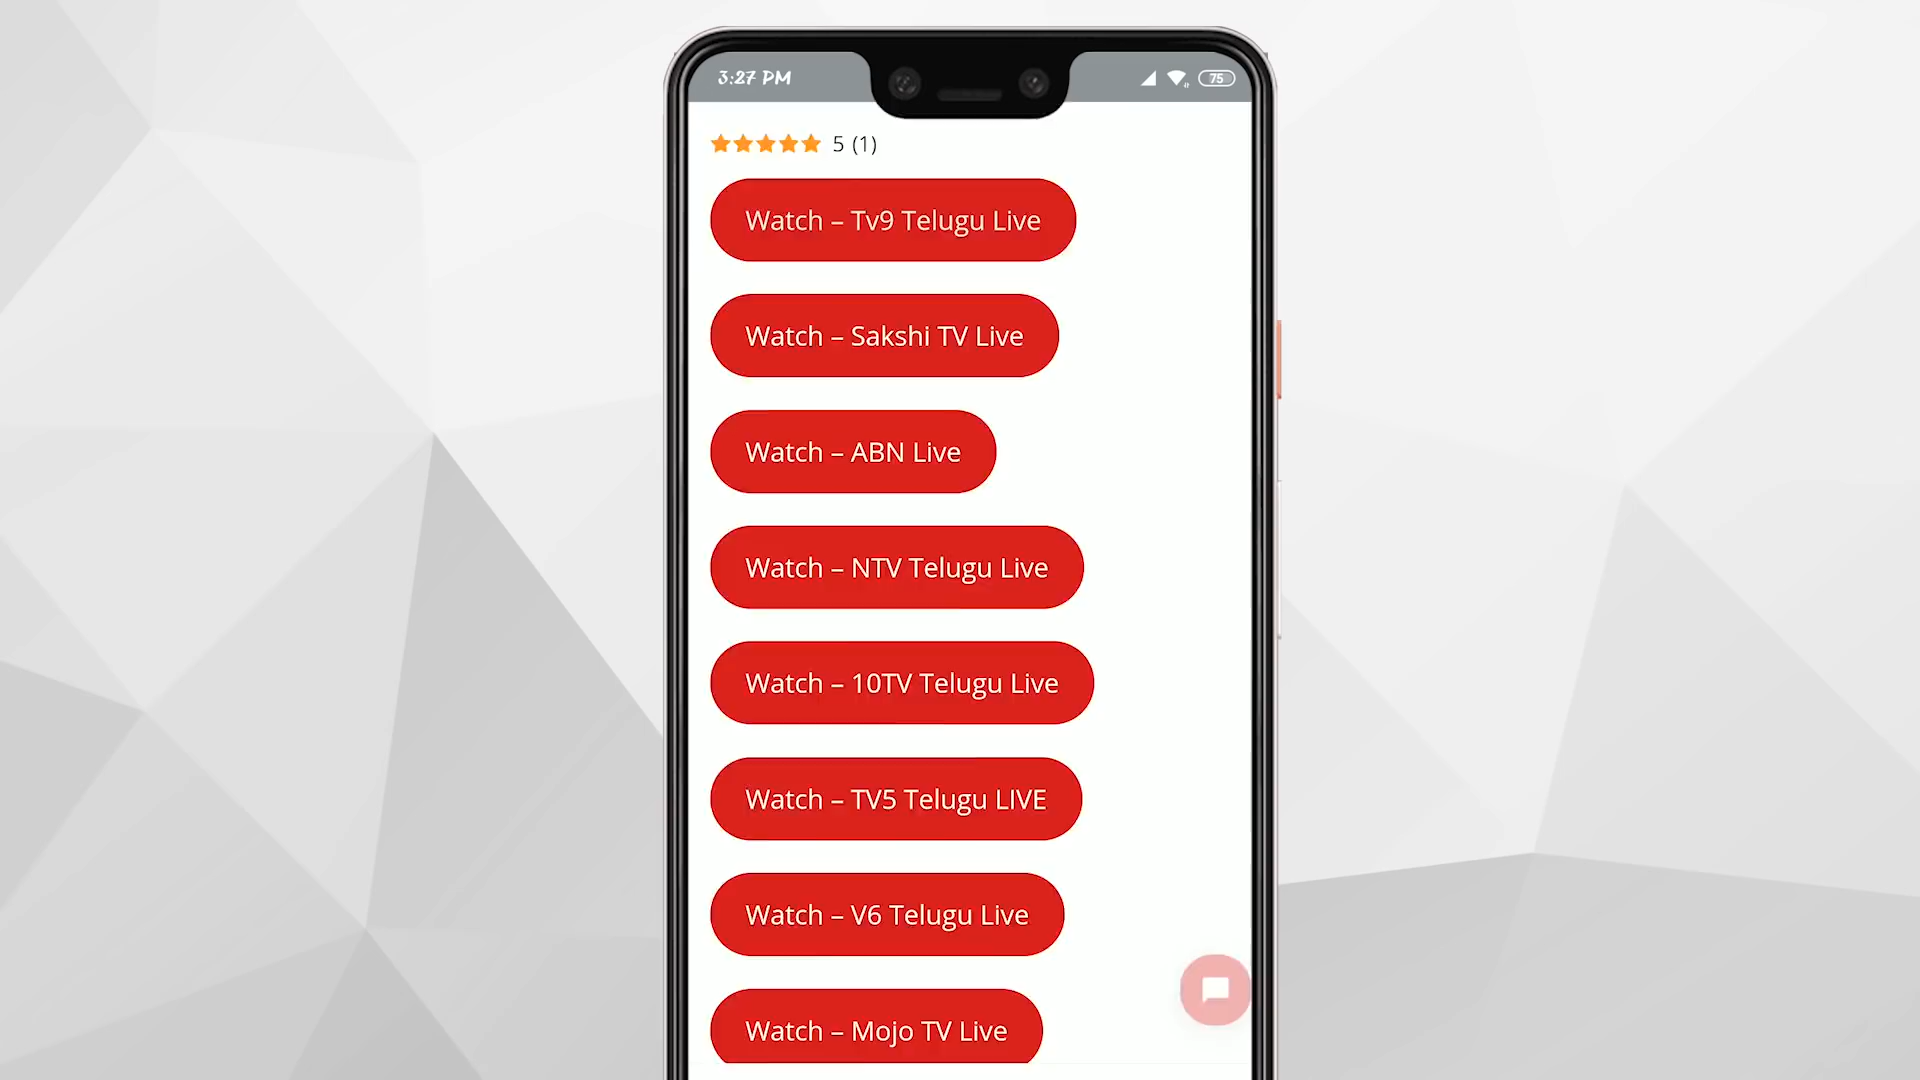 3:27 PM
75
5 (1)
Watch – Tv9 Telugu Live
Watch – Sakshi TV Live
Watch – ABN Live
Watch – NTV Telugu Live
Watch – 10TV Telugu Live
Watch – TV5 Telugu LIVE
Watch – V6 Telugu Live
Watch – Mojo TV Live